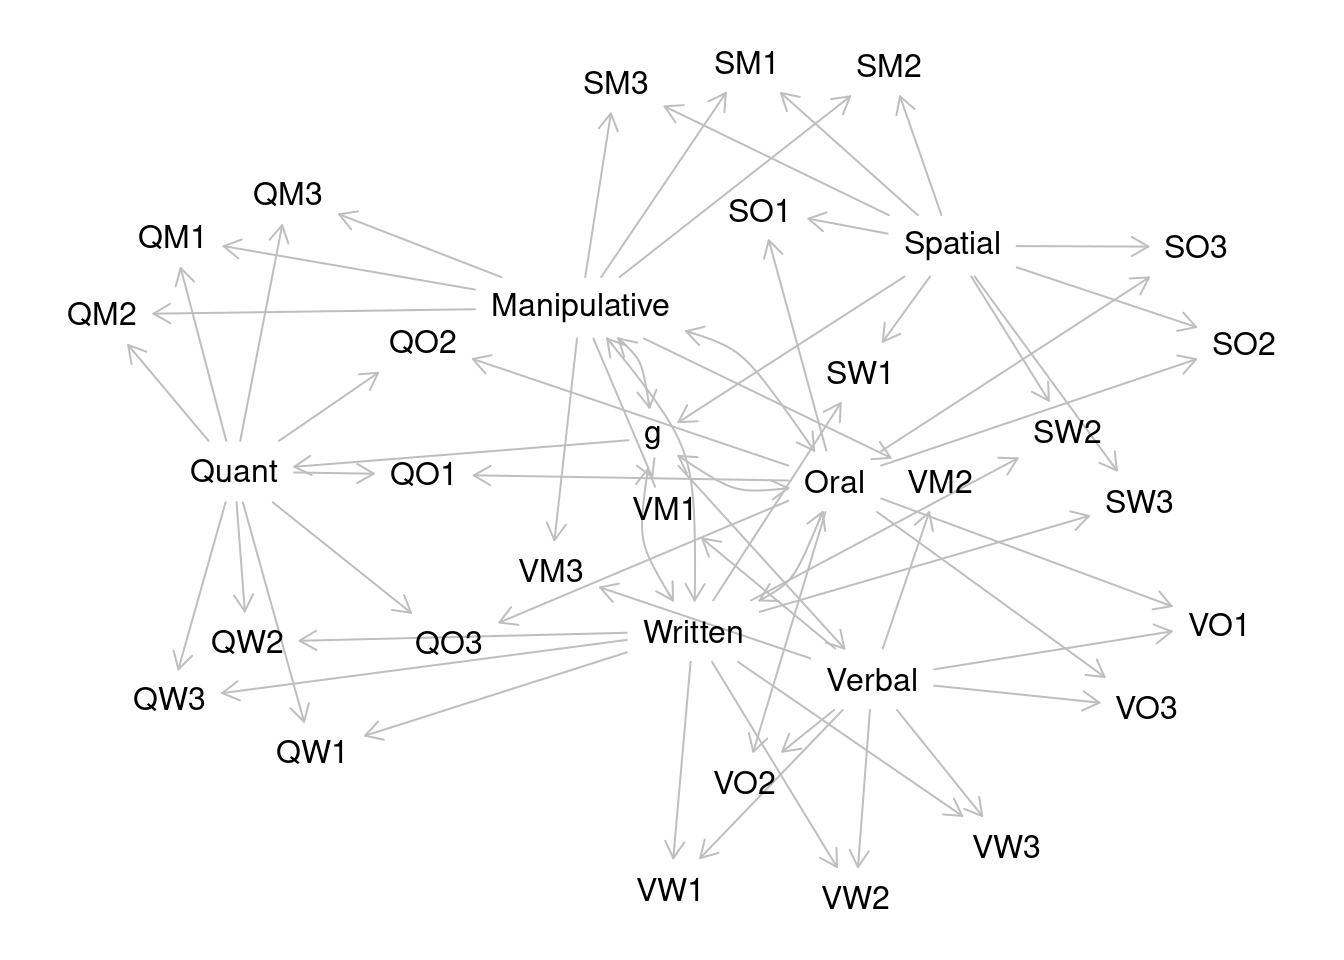 SM1
SM2
SM3
QM3
SO1
QM1
Spatial
SO3
Manipulative
QM2
QO2
SO2
SW1
g
SW2
Quant
QO1
Oral
VM2
SW3
VM1
VM3
VO1
Written
QW2
QO3
Verbal
QW3
VO3
QW1
VO2
VW3
VW1
VW2